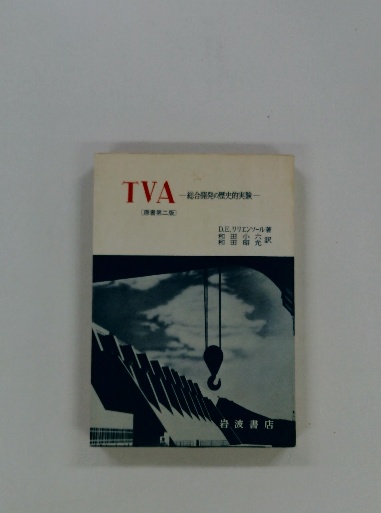 TVA —総合開発の歴史的実験—
〔原書第二版〕
D.E.リリエンソール著
和田小六
和田昭允 訳
岩波書店